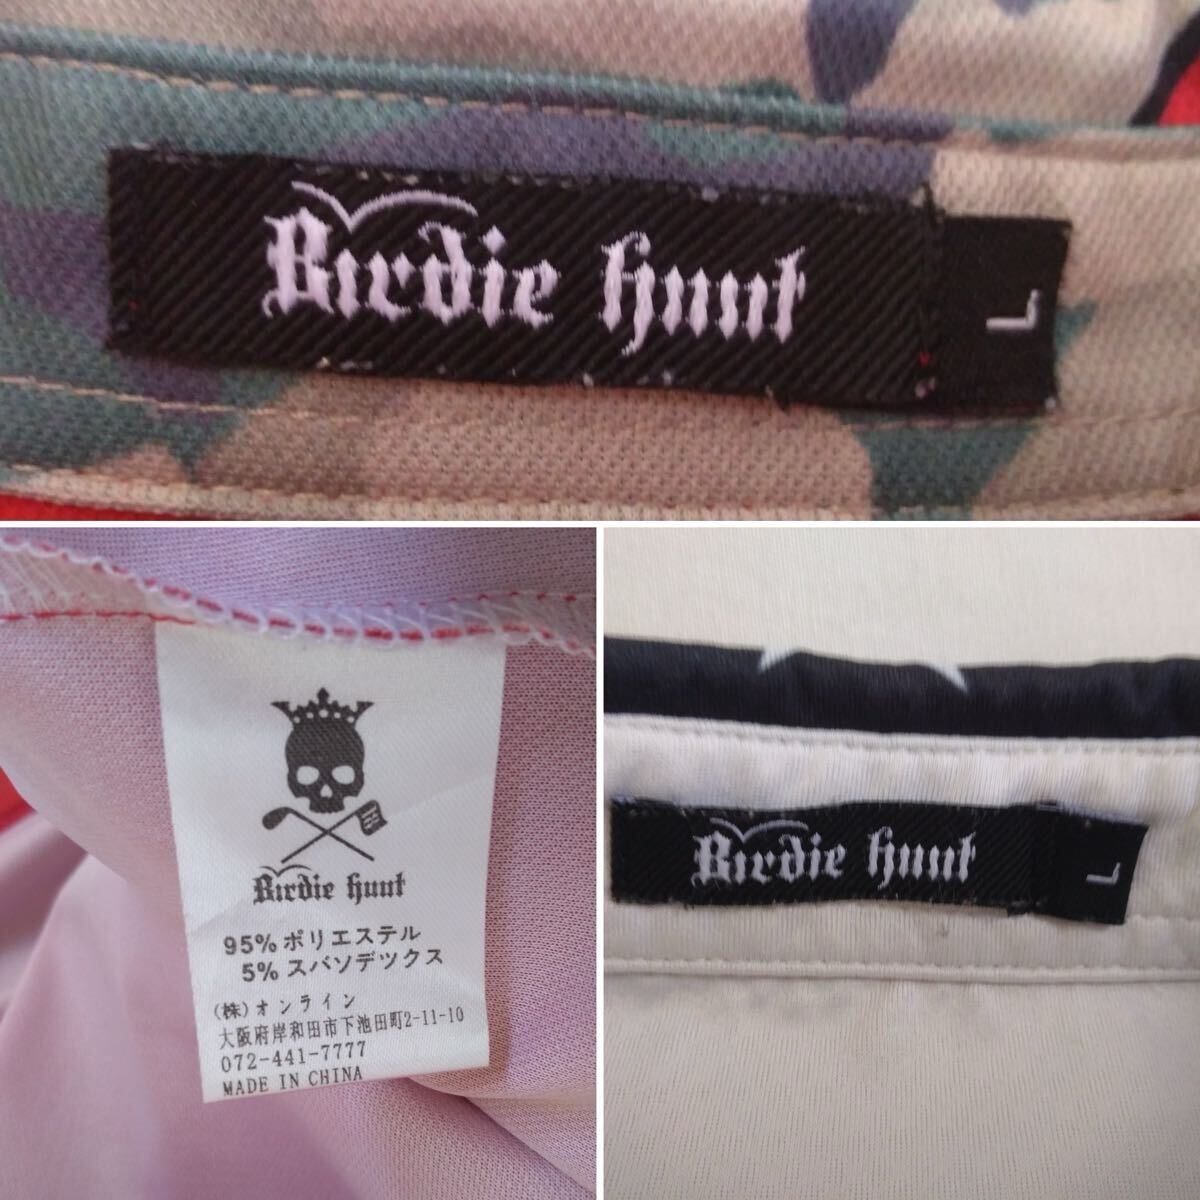 Birdie hunt
L
Birdie hunt
95% ポリエステル
5% スバソデツクス
(株)オンライン
大阪府岸和田市下池田町2-11-10
072-441-7777
MADE IN CHINA
Birdie hunt
L